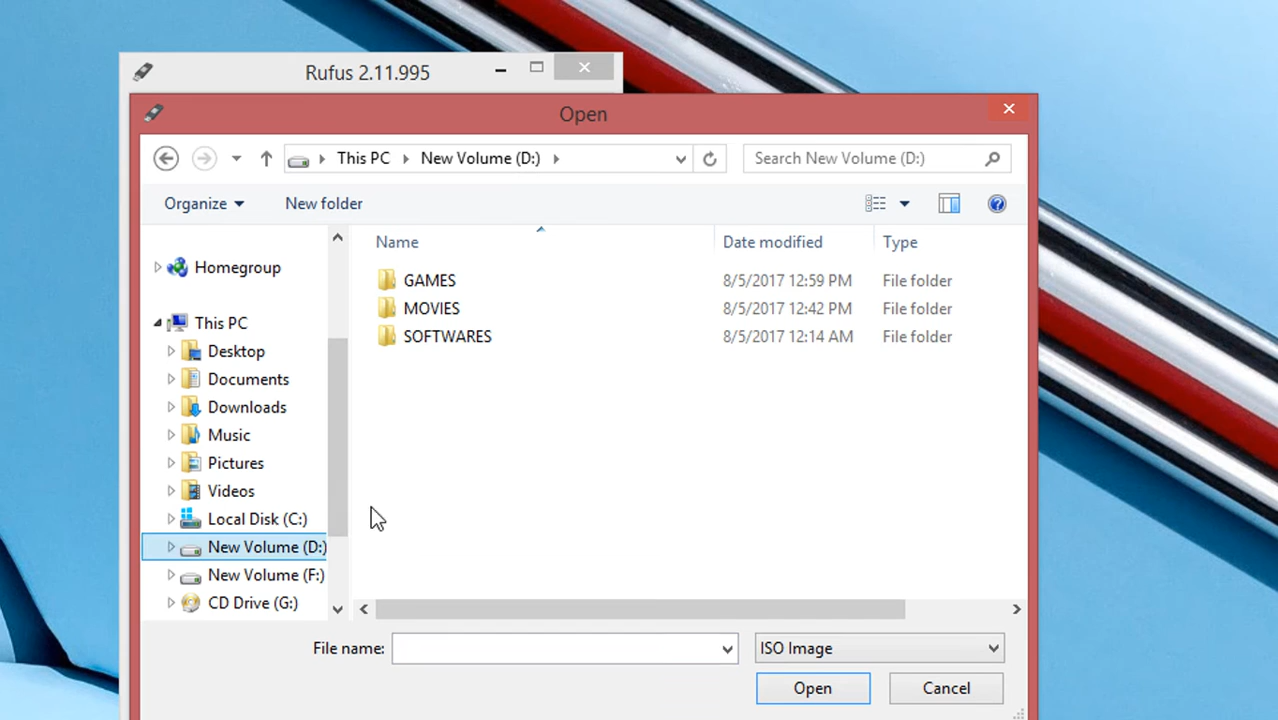 Rufus 2.11.995
Open
This PC New Volume (D:) Search New Volume (D:)
Organize New folder
Name Date modified Type
GAMES 8/5/2017 12:59 PM File folder
MOVIES 8/5/2017 12:42 PM File folder
SOFTWARES 8/5/2017 12:14 AM File folder
Homegroup
This PC
Desktop
Documents
Downloads
Music
Pictures
Videos
Local Disk (C:)
New Volume (D:)
New Volume (F:)
CD Drive (G:)
File name: ISO Image
Open Cancel